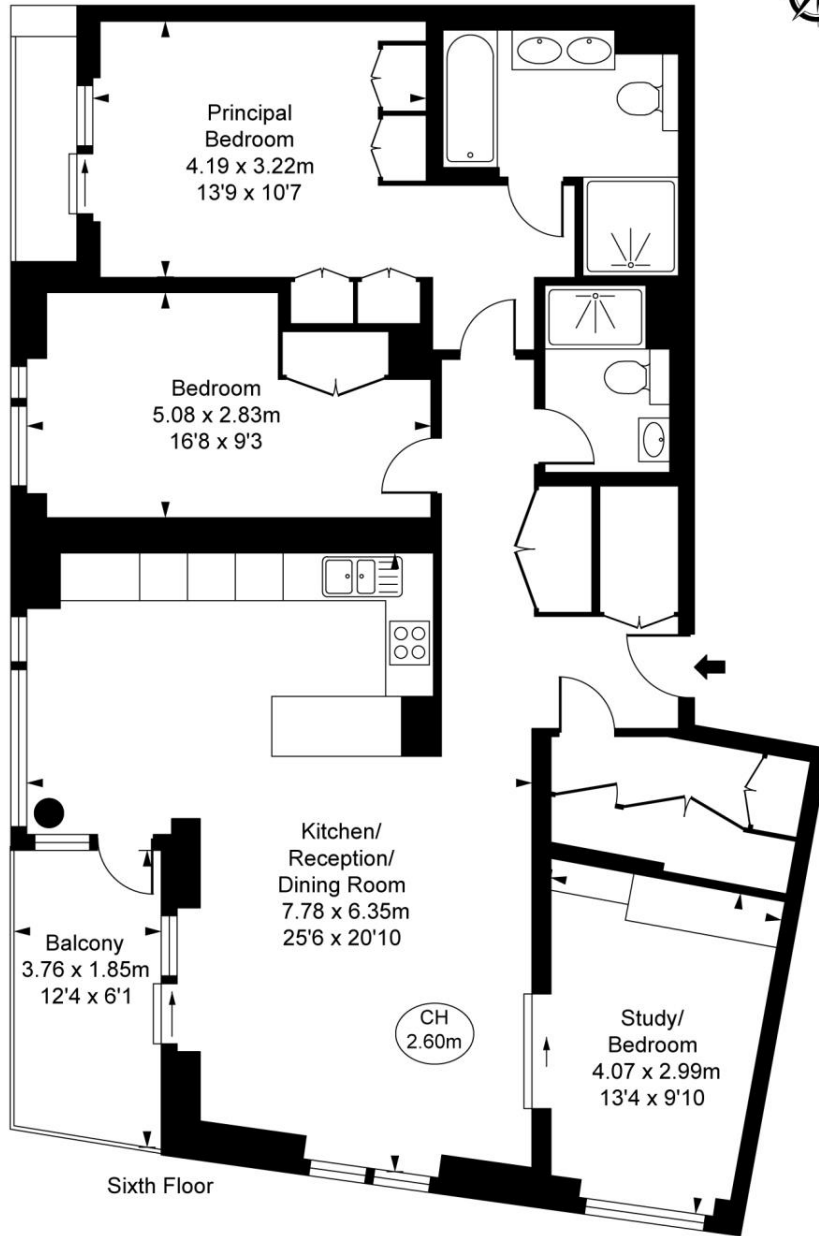 Principal
Bedroom
4.19 x 3.22m
13'9 x 10'7
Bedroom
5.08 x 2.83m
16'8 x 9'3
Kitchen/
Reception/
Dining Room
7.78 x 6.35m
25'6 x 20'10
Balcony
3.76 x 1.85m
12'4 x 6'1
CH
2.60m
Study/
Bedroom
4.07 x 2.99m
13'4 x 9'10
Sixth Floor